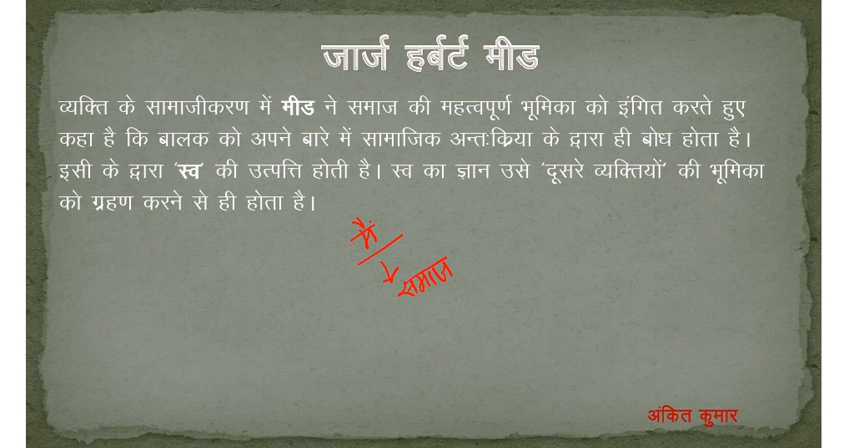 जार्ज हर्बर्ट मीड
व्यक्ति के सामाजीकरण में मीड ने समाज की महत्वपूर्ण भूमिका को इंगित करते हुए
कहा है कि बालक को अपने बारे में सामाजिक अन्तःक्रिया के द्वारा ही बोध होता है।
इसी के द्वारा ‘स्व’ की उत्पत्ति होती है। स्व का ज्ञान उसे ‘दूसरे व्यक्तियों’ की भूमिका
को ग्रहण करने से ही होता है।
मैं
समाज
अंकित कुमार